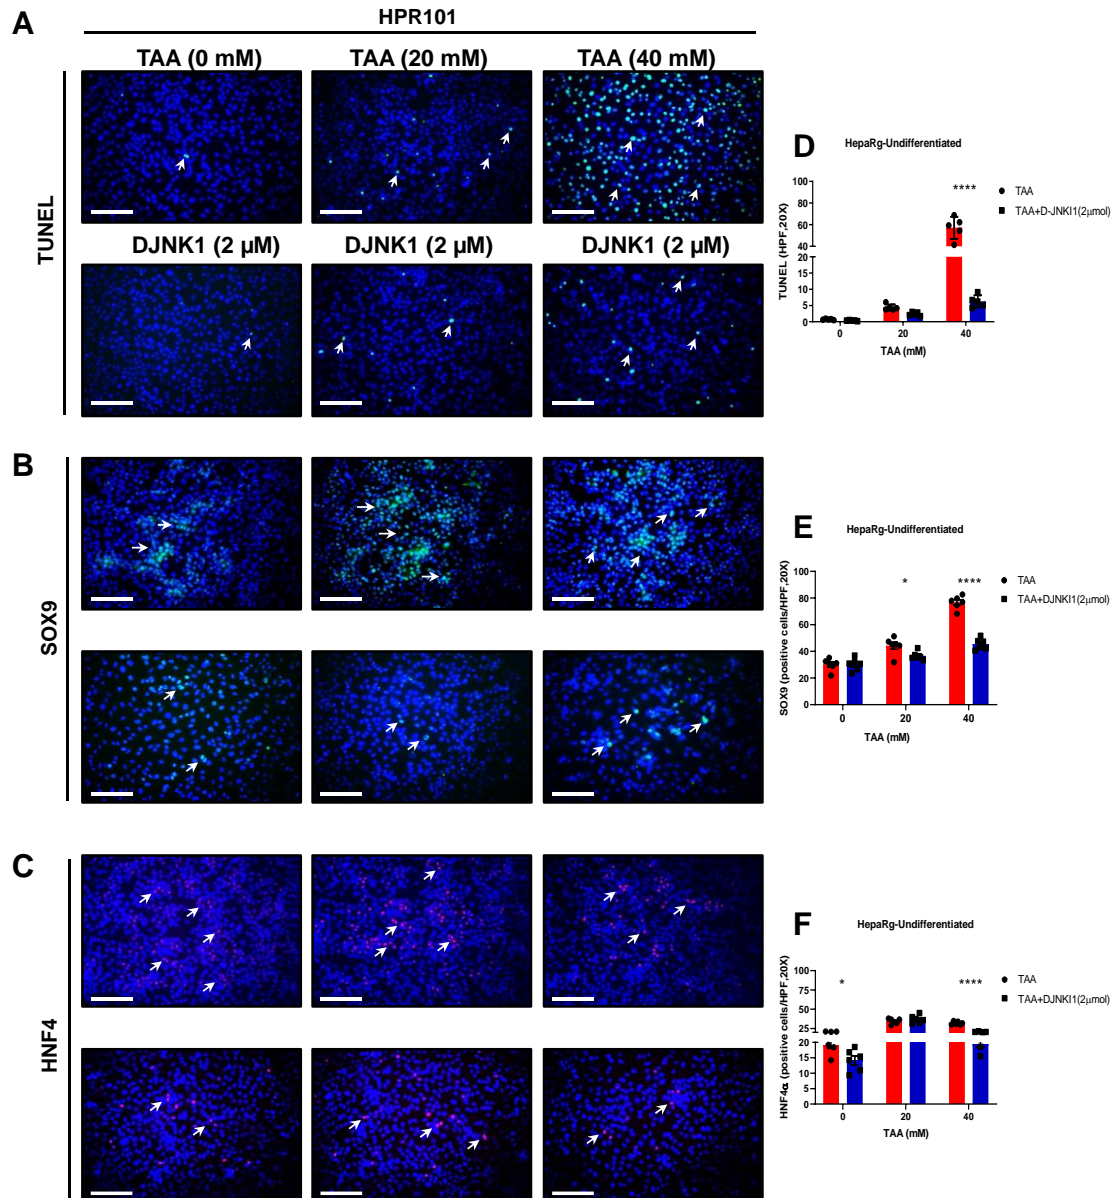 A
HPR101
TAA (0 mM)
TAA (20 mM)
TAA (40 mM)
TUNEL
DJNK1 (2 µM)
DJNK1 (2 µM)
DJNK1 (2 µM)
B
SOX9
C
HNF4
D
HepaRg-Undifferentiated
****
TAA
TAA+D-JNKI1(2µmol)
TUNEL (HPF,20X)
100
80
60
40
20
15
10
5
0
0
20
40
TAA (mM)
E
HepaRg-Undifferentiated
*
****
TAA
TAA+DJNKI1(2µmol)
SOX9 (positive cells/HPF,20X)
100
80
60
40
20
0
0
20
40
TAA (mM)
F
HepaRg-Undifferentiated
*
****
TAA
TAA+DJNKI1(2µmol)
HNF4α (positive cells/HPF,20X)
100
75
50
25
20
15
10
5
0
0
20
40
TAA (mM)